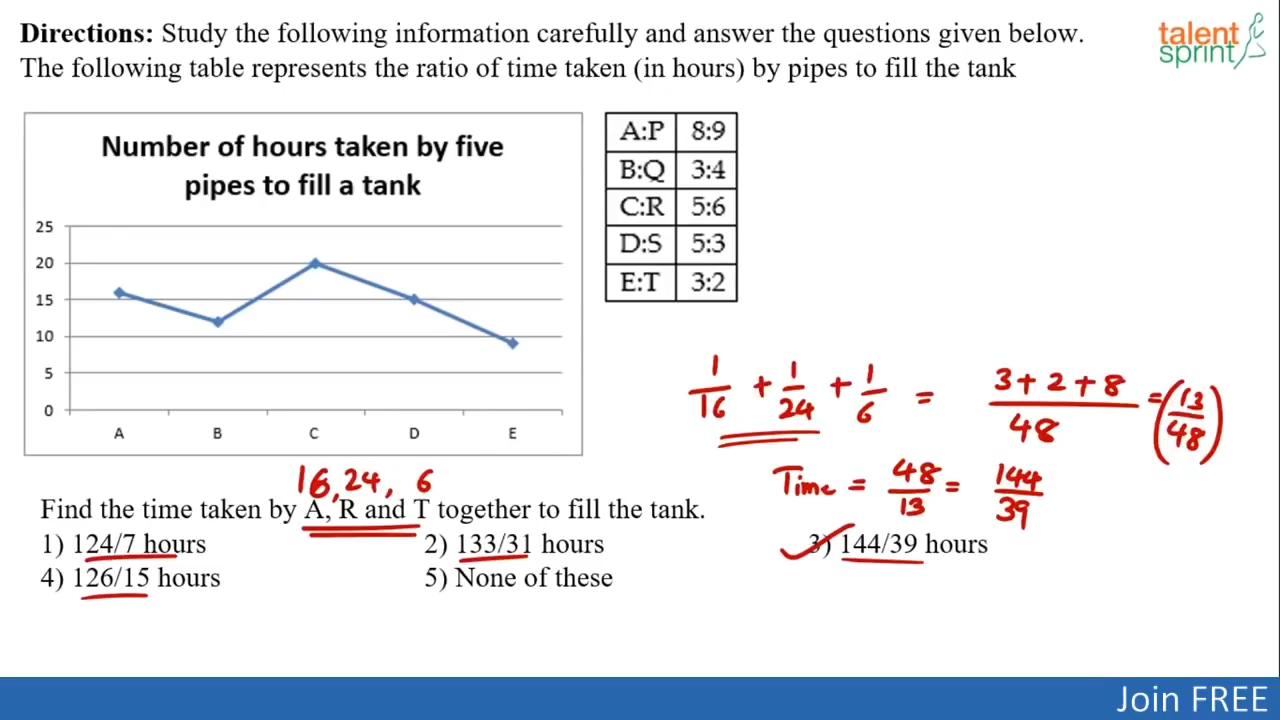 Directions: Study the following information carefully and answer the questions given below.
The following table represents the ratio of time taken (in hours) by pipes to fill the tank
talent
sprint
Number of hours taken by five
pipes to fill a tank
25
20
15
10
5
0
A B C D E
A:P 8:9
B:Q 3:4
C:R 5:6
D:S 5:3
E:T 3:2
1/16 + 1/24 + 1/6 = 3+2+8/48 = (13/48)
Time = 48/13 = 144/39
16, 24, 6
Find the time taken by A, R and T together to fill the tank.
1) 124/7 hours 2) 133/31 hours 3) 144/39 hours
4) 126/15 hours 5) None of these
Join FREE